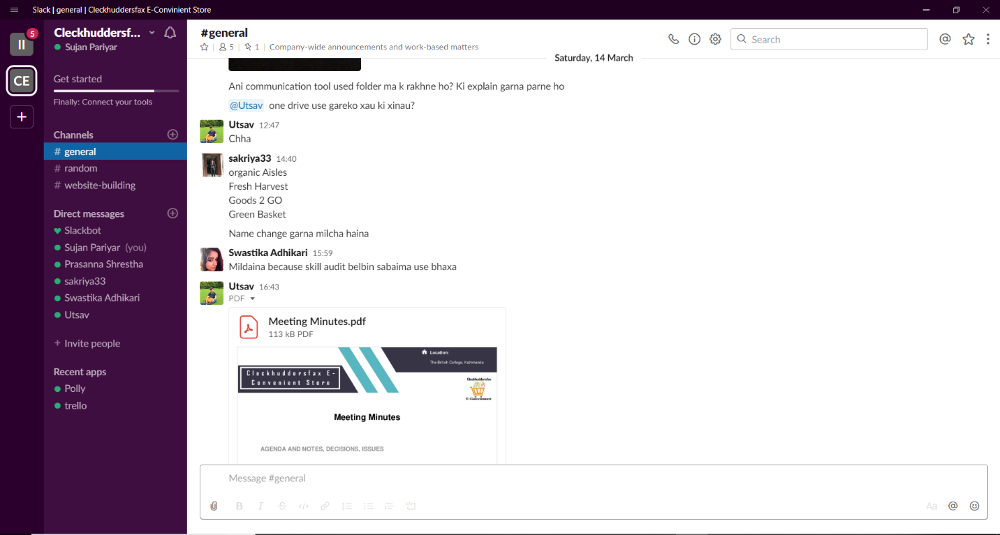 Slack | general | Cleckhuddersfax E-Convinient Store
5
II
CE
+
Cleckhuddersf...
Sujan Pariyar
Get started
Finally: Connect your tools
Channels
# general
# random
# website-building
Direct messages
Slackbot
Sujan Pariyar (you)
Prasanna Shrestha
sakriya33
Swastika Adhikari
Utsav
+ Invite people
Recent apps
Polly
trello
#general
5 | 1 | Company-wide announcements and work-based matters
Search
Saturday, 14 March
Ani communication tool used folder ma k rakhne ho? Ki explain garna parne ho
@Utsav one drive use gareko xau ki xinau?
Utsav 12:47
Chha
sakriya33 14:40
organic Aisles
Fresh Harvest
Goods 2 GO
Green Basket
Name change garna milcha haina
Swastika Adhikari 15:59
Mildaina because skill audit belbin sabaima use bhaxa
Utsav 16:43
PDF
Meeting Minutes.pdf
113 kB PDF
Location:
The British College, Kathmandu
Cleckhuddersfax E-
Convenient Store
Cleckhuddersfax
E-Convenient
Meeting Minutes
AGENDA AND NOTES, DECISIONS, ISSUES
Message #general
B I S </> Aa @